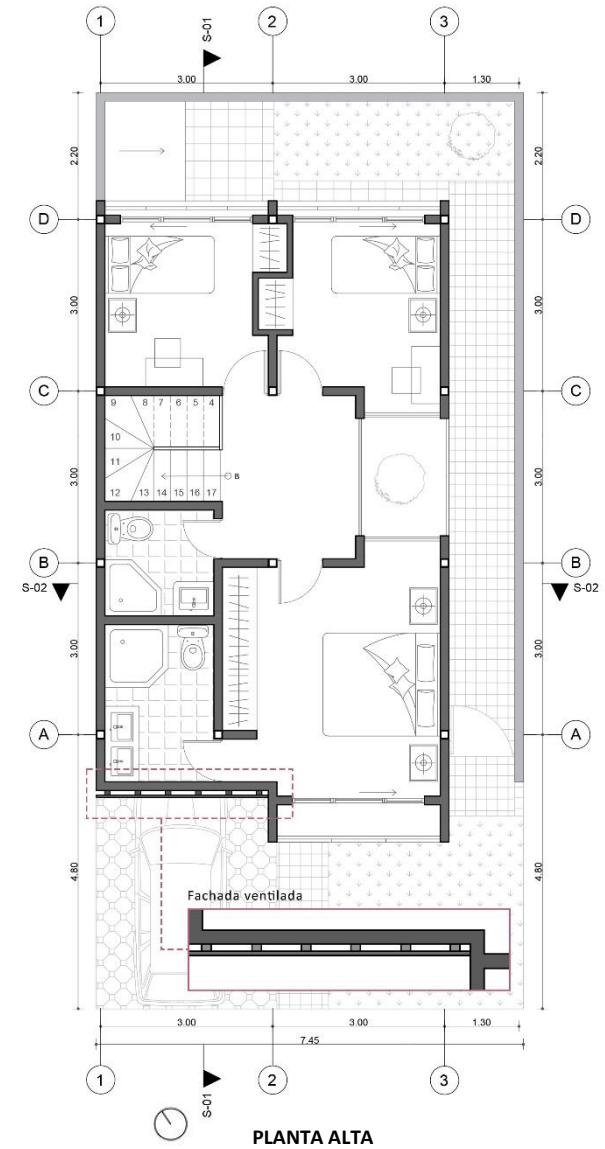 1 2 3
S-01
3.00 3.00 1.30
2.20 2.20
D D
3.00 3.00
C C
9 8 7 6 5 4
10
11
B
12 13 14 15 16 17
3.00 3.00
B B
S-02 S-02
3.00 3.00
A A
4.80 4.80
Fachada ventilada
3.00 3.00 1.30
7.45
1 2 3
S-01
PLANTA ALTA